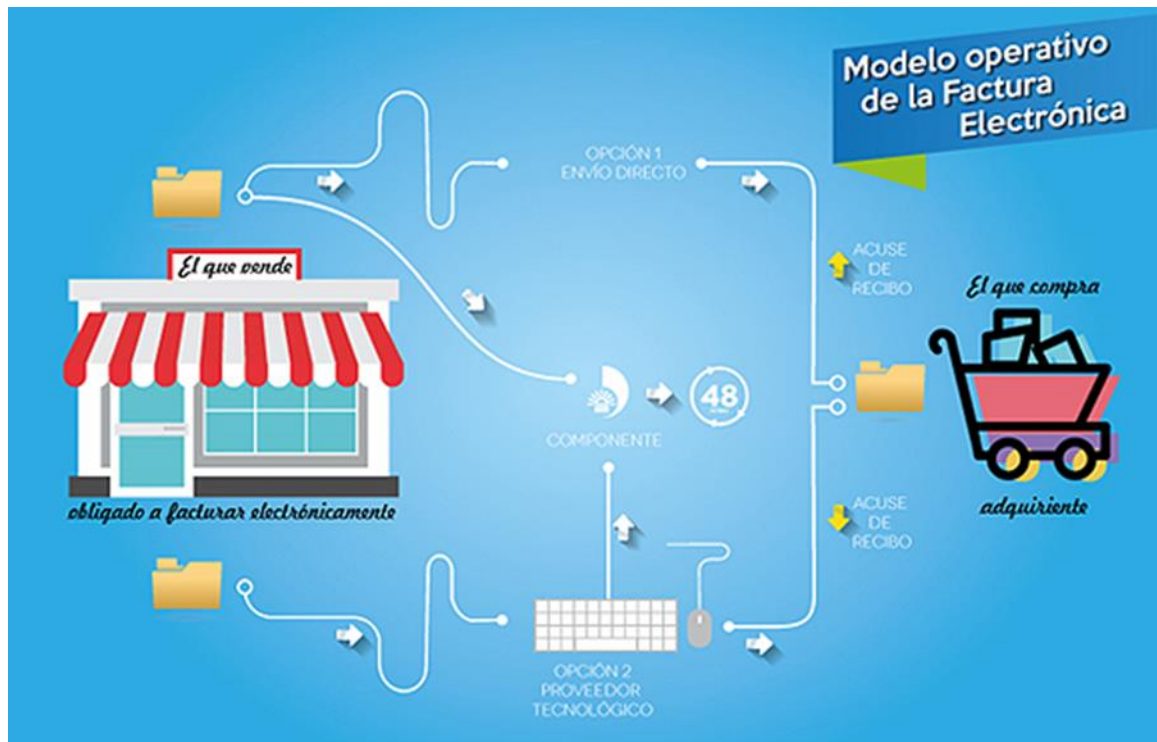 Modelo operativo
de la Factura
Electrónica
OPCIÓN 1
ENVÍO DIRECTO
El que vende
ACUSE
DE
RECIBO
El que compra
48
COMPONENTE
obligado a facturar electrónicamente
adquiriente
ACUSE
DE
RECIBO
OPCIÓN 2
PROVEEDOR
TECNOLÓGICO